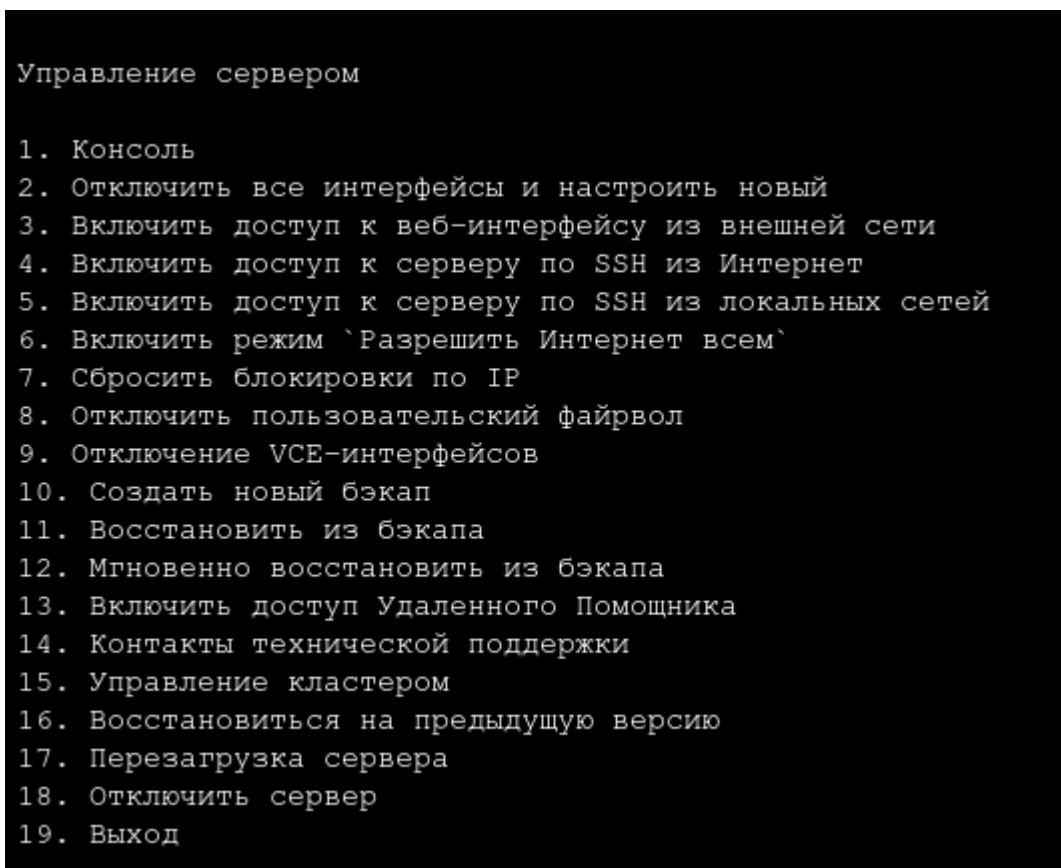 Управление сервером
1. Консоль
2. Отключить все интерфейсы и настроить новый
3. Включить доступ к веб-интерфейсу из внешней сети
4. Включить доступ к серверу по SSH из Интернет
5. Включить доступ к серверу по SSH из локальных сетей
6. Включить режим `Разрешить Интернет всем`
7. Сбросить блокировки по IP
8. Отключить пользовательский файрвол
9. Отключение VCE-интерфейсов
10. Создать новый бэкап
11. Восстановить из бэкапа
12. Мгновенно восстановить из бэкапа
13. Включить доступ Удаленного Помощника
14. Контакты технической поддержки
15. Управление кластером
16. Восстановиться на предыдущую версию
17. Перезагрузка сервера
18. Отключить сервер
19. Выход